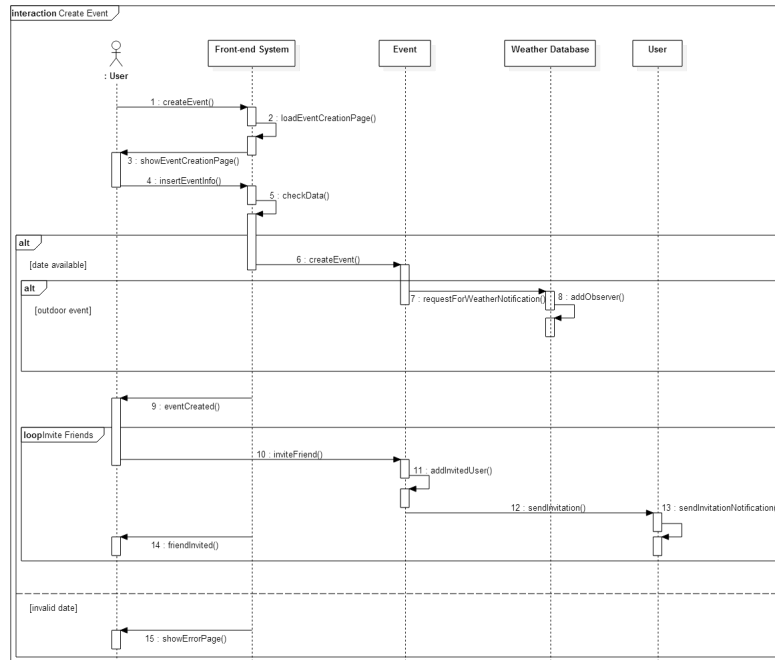 interaction Create Event
Front-end System
Event
Weather Database
User
: User
1 : createEvent()
2 : loadEventCreationPage()
3 : showEventCreationPage()
4 : insertEventInfo()
5 : checkData()
alt
[date available]
6 : createEvent()
alt
[outdoor event]
7 : requestForWeatherNotification()
8 : addObserver()
9 : eventCreated()
loopInvite Friends
10 : inviteFriend()
11 : addInvitedUser()
12 : sendInvitation()
13 : sendInvitationNotification(
14 : friendInvited()
[invalid date]
15 : showErrorPage()